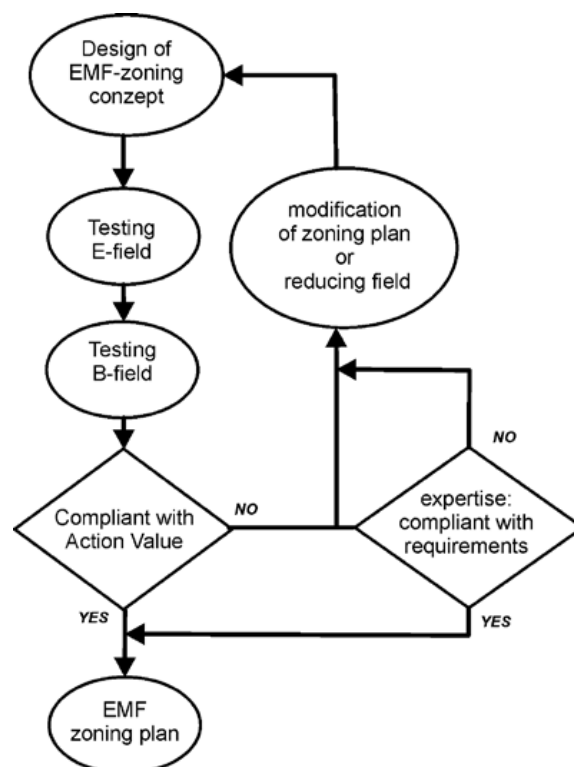 Design of
EMF-zoning
conzept
Testing
E-field
modification
of zoning plan
or
reducing field
Testing
B-field
NO
Compliant with
Action Value
NO
expertise:
compliant with
requirements
YES
YES
EMF
zoning plan